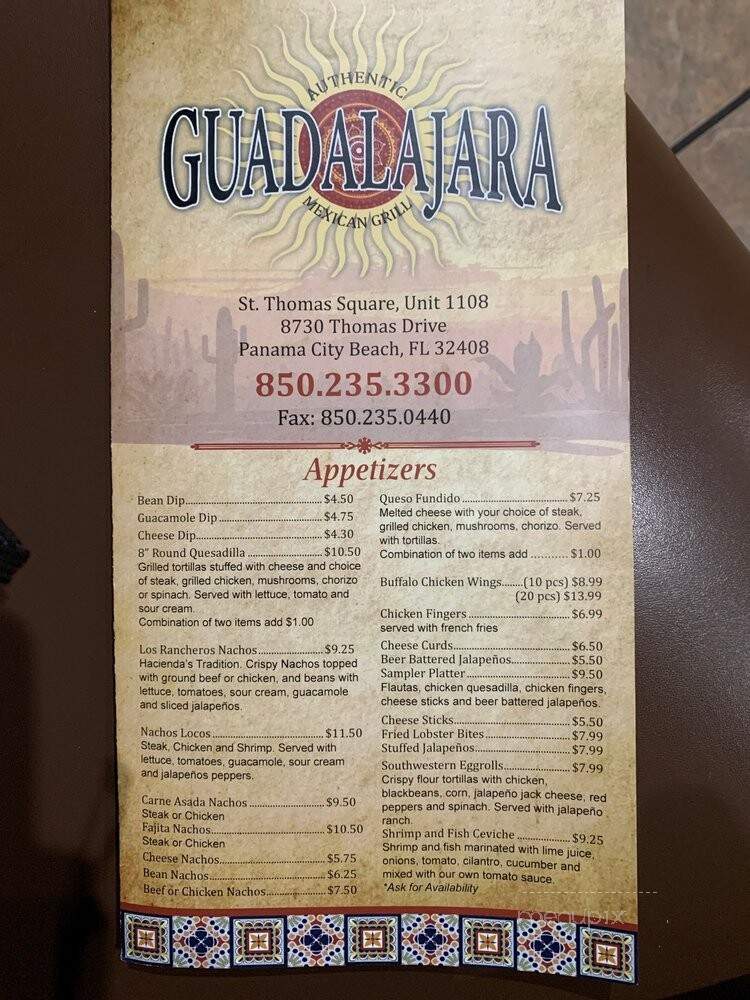 AUTHENTIC
GUADALAJARA
MEXICAN GRILL
St. Thomas Square, Unit 1108
8730 Thomas Drive
Panama City Beach, FL 32408
850.235.3300
Fax: 850.235.0440
Appetizers
Bean Dip..........$4.50
Guacamole Dip..........$4.75
Cheese Dip..........$4.30
8" Round Quesadilla..........$10.50
Grilled tortillas stuffed with cheese and choice
of steak, grilled chicken, mushrooms, chorizo
or spinach. Served with lettuce, tomato and
sour cream.
Combination of two items add $1.00
Los Rancheros Nachos..........$9.25
Hacienda's Tradition. Crispy Nachos topped
with ground beef or chicken, and beans with
lettuce, tomatoes, sour cream, guacamole
and sliced jalapeños.
Nachos Locos..........$11.50
Steak, Chicken and Shrimp. Served with
lettuce, tomatoes, guacamole, sour cream
and jalapeños peppers.
Carne Asada Nachos..........$9.50
Steak or Chicken
Fajita Nachos..........$10.50
Steak or Chicken
Cheese Nachos..........$5.75
Bean Nachos..........$6.25
Beef or Chicken Nachos..........$7.50
Queso Fundido..........$7.25
Melted cheese with your choice of steak,
grilled chicken, mushrooms, chorizo. Served
with tortillas.
Combination of two items add..........$1.00
Buffalo Chicken Wings.......(10 pcs) $8.99
(20 pcs) $13.99
Chicken Fingers..........$6.99
served with french fries
Cheese Curds..........$6.50
Beer Battered Jalapeños..........$5.50
Sampler Platter..........$9.50
Flautas, chicken quesadilla, chicken fingers,
cheese sticks and beer battered jalapeños.
Cheese Sticks..........$5.50
Fried Lobster Bites..........$7.99
Stuffed Jalapeños..........$7.99
Southwestern Eggrolls..........$7.99
Crispy flour tortillas with chicken,
blackbeans, corn, jalapeño jack cheese, red
peppers and spinach. Served with jalapeño
ranch.
Shrimp and Fish Ceviche..........$9.25
Shrimp and fish marinated with lime juice,
onions, tomato, cilantro, cucumber and
mixed with our own tomato sauce.
*Ask for Availability
menupix